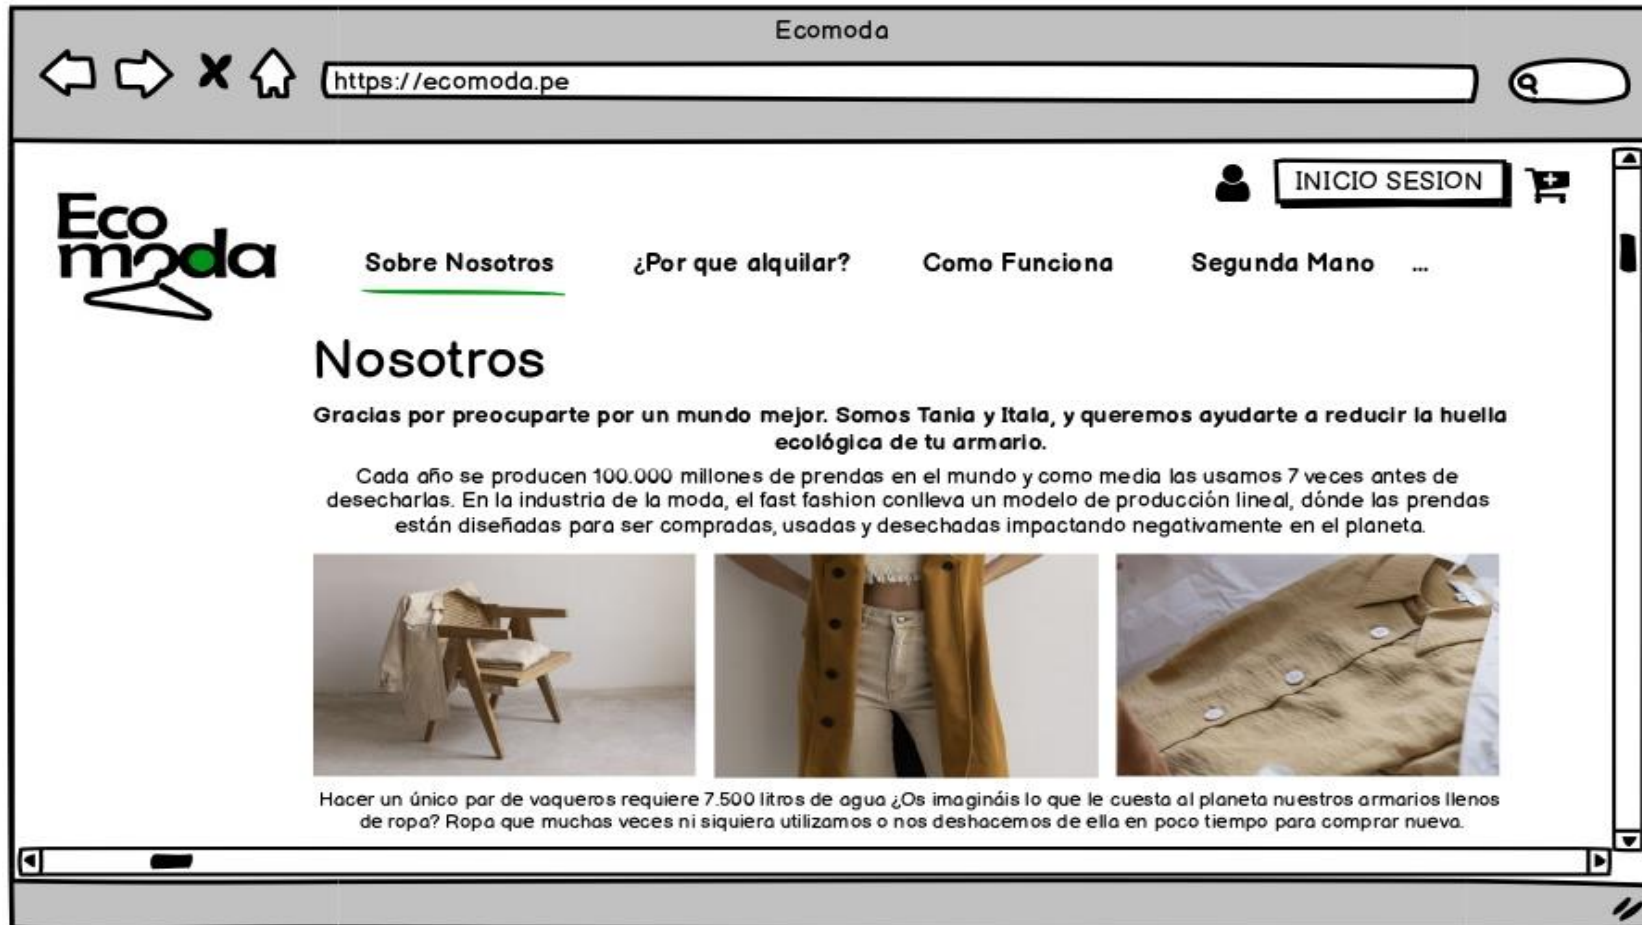 Ecomoda
https://ecomoda.pe
INICIO SESION
Eco
moda
Sobre Nosotros
¿Por que alquilar?
Como Funciona
Segunda Mano
...
Nosotros
Gracias por preocuparte por un mundo mejor. Somos Tania y Itala, y queremos ayudarte a reducir la huella
ecológica de tu armario.
Cada año se producen 100.000 millones de prendas en el mundo y como media las usamos 7 veces antes de
desecharlas. En la industria de la moda, el fast fashion conlleva un modelo de producción lineal, dónde las prendas
están diseñadas para ser compradas, usadas y desechadas impactando negativamente en el planeta.
Hacer un único par de vaqueros requiere 7.500 litros de agua ¿Os imagináis lo que le cuesta al planeta nuestros armarios llenos
de ropa? Ropa que muchas veces ni siquiera utilizamos o nos deshacemos de ella en poco tiempo para comprar nueva.